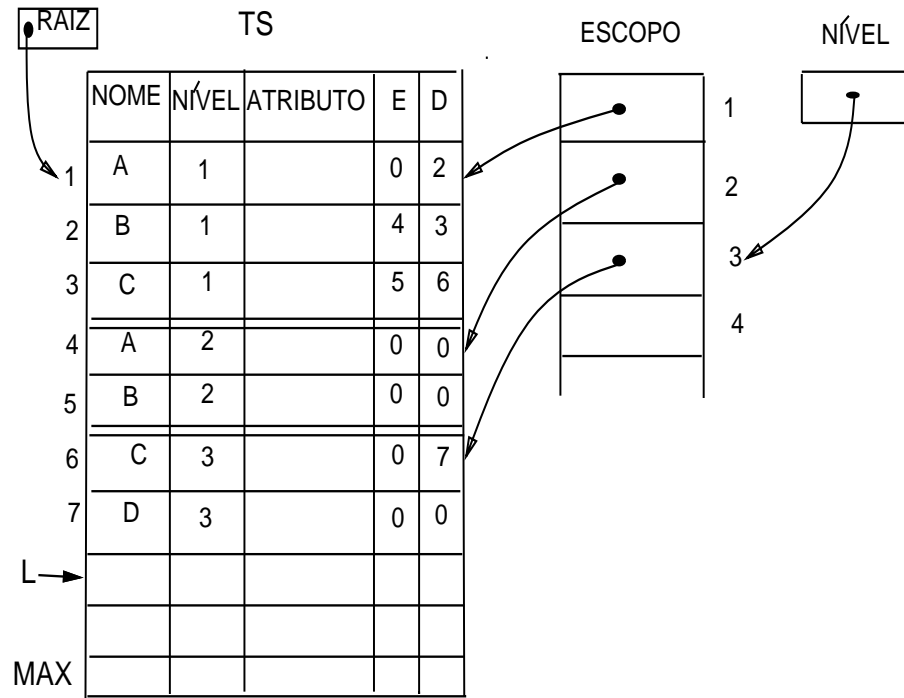 RAIZ TS ESCOPO NÍVEL
NOME NÍVEL ATRIBUTO E D
1 A 1 0 2
2 B 1 4 3
3 C 1 5 6
4 A 2 0 0
5 B 2 0 0
6 C 3 0 7
7 D 3 0 0
L
MAX
1
2
3
4